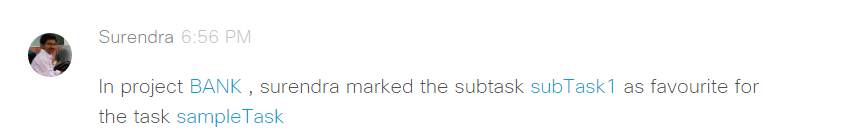 Surendra 6:56 PM
In project BANK , surendra marked the subtask subTask1 as favourite for
the task sampleTask